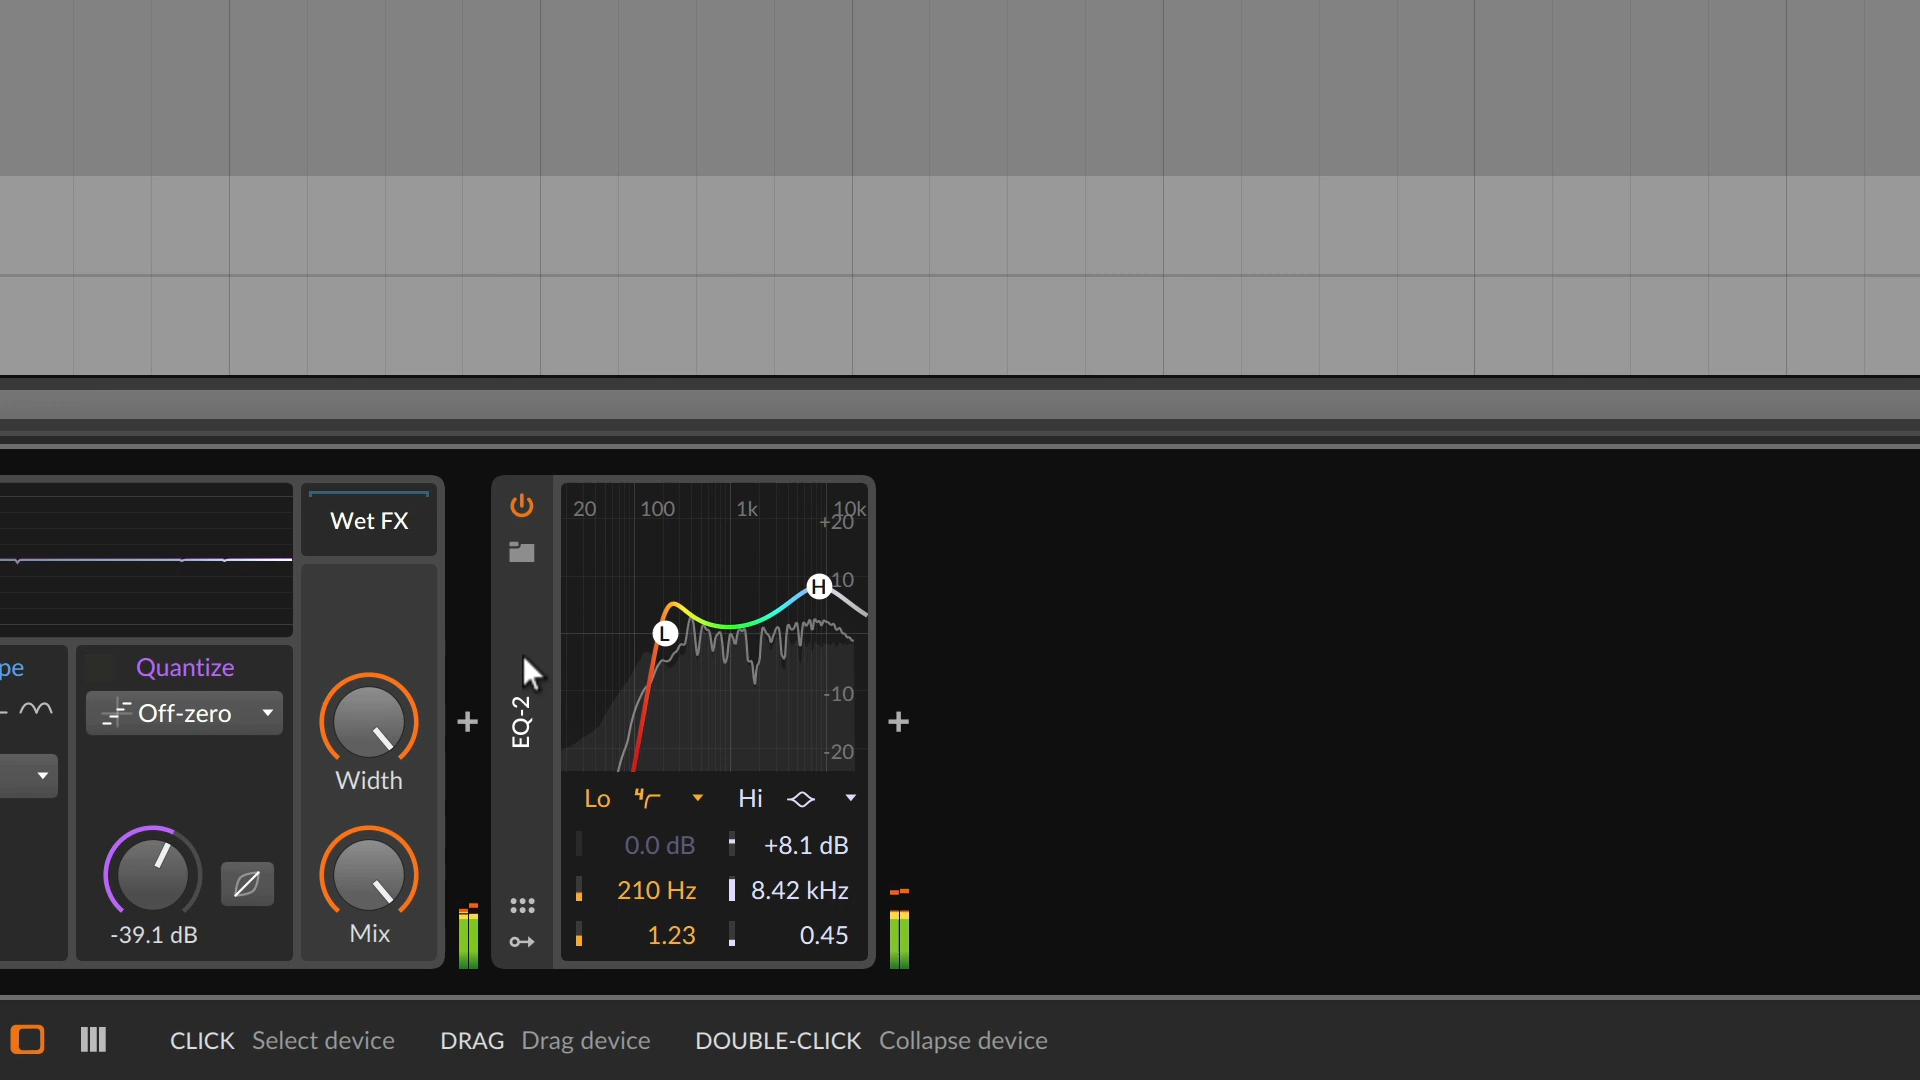 Wet FX
20 100 1k 10k
+20
H 10
L
-10
-20
pe
Quantize
Off-zero
Width
EQ-2
Lo 4 Hi
0.0 dB +8.1 dB
210 Hz 8.42 kHz
1.23 0.45
-39.1 dB
Mix
CLICK Select device DRAG Drag device DOUBLE-CLICK Collapse device